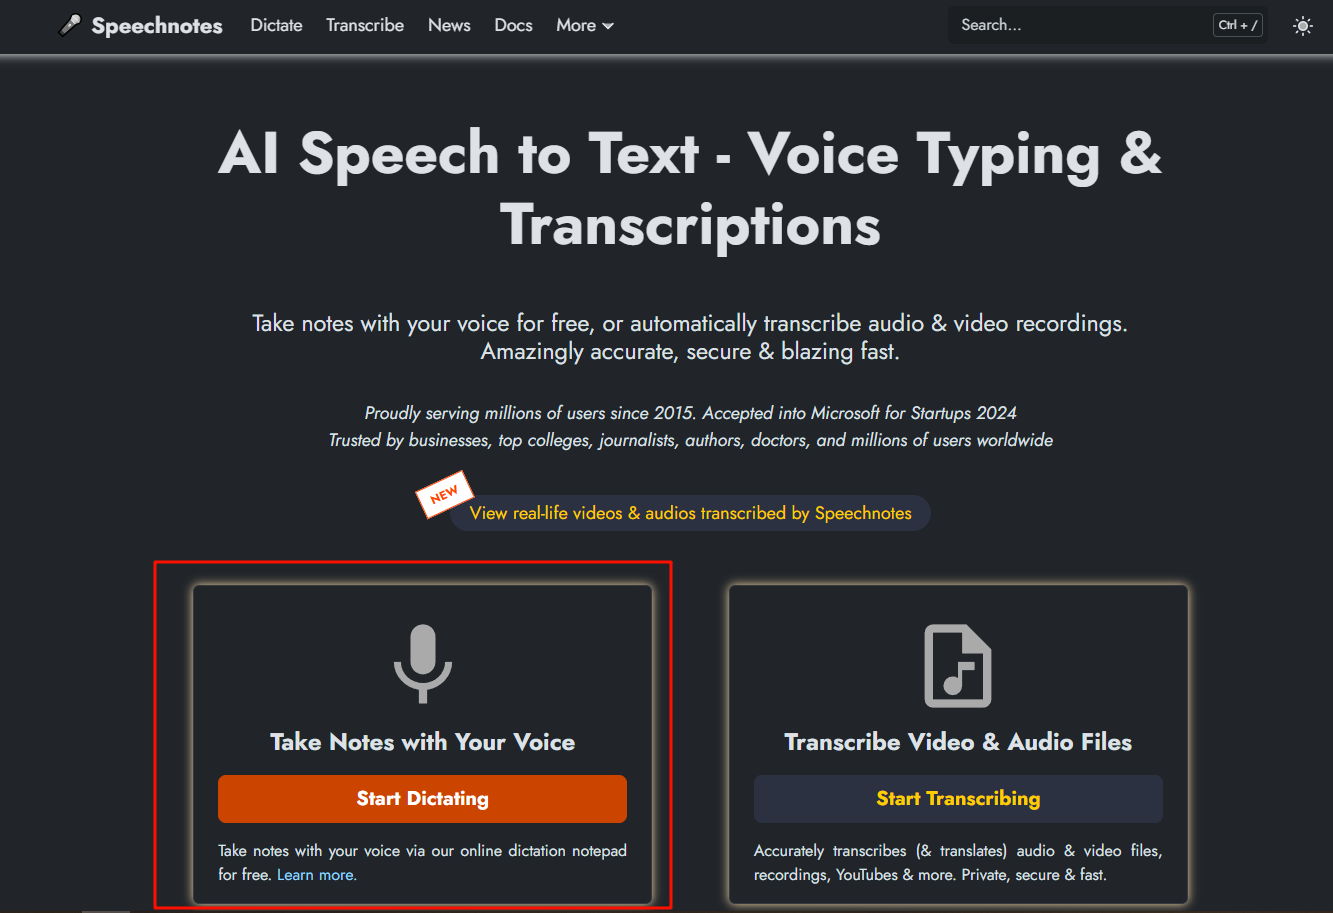 Speechnotes Dictate Transcribe News Docs More Search... Ctrl + /
AI Speech to Text - Voice Typing &
Transcriptions
Take notes with your voice for free, or automatically transcribe audio & video recordings.
Amazingly accurate, secure & blazing fast.
Proudly serving millions of users since 2015. Accepted into Microsoft for Startups 2024
Trusted by businesses, top colleges, journalists, authors, doctors, and millions of users worldwide
NEW
View real-life videos & audios transcribed by Speechnotes
Take Notes with Your Voice
Start Dictating
Take notes with your voice via our online dictation notepad
for free. Learn more.
Transcribe Video & Audio Files
Start Transcribing
Accurately transcribes (& translates) audio & video files,
recordings, YouTubes & more. Private, secure & fast.